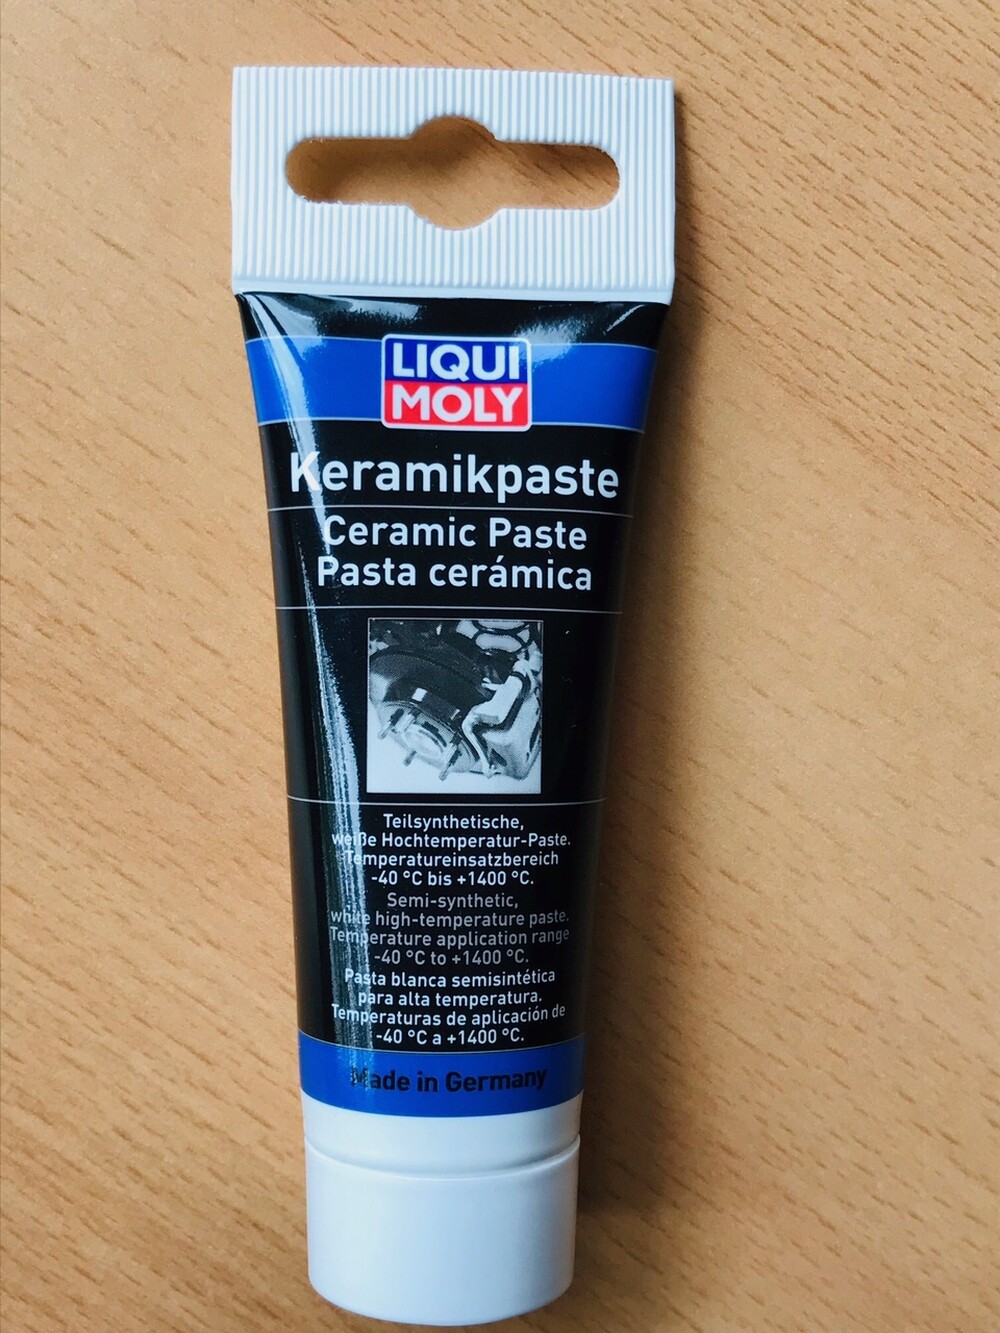 LIQUI
MOLY
Keramikpaste
Ceramic Paste
Pasta cerámica
Teilsynthetische,
weiße Hochtemperatur-Paste.
Temperatureinsatzbereich
-40 °C bis +1400 °C.
Semi-synthetic,
white high-temperature paste.
Temperature application range
-40 °C to +1400 °C.
Pasta blanca semisintética
para alta temperatura.
Temperaturas de aplicación de
-40 °C a +1400 °C.
Made in Germany